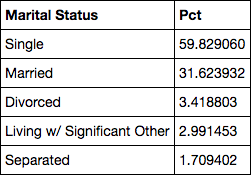 Marital Status Pct
Single 59.829060
Married 31.623932
Divorced 3.418803
Living w/ Significant Other 2.991453
Separated 1.709402